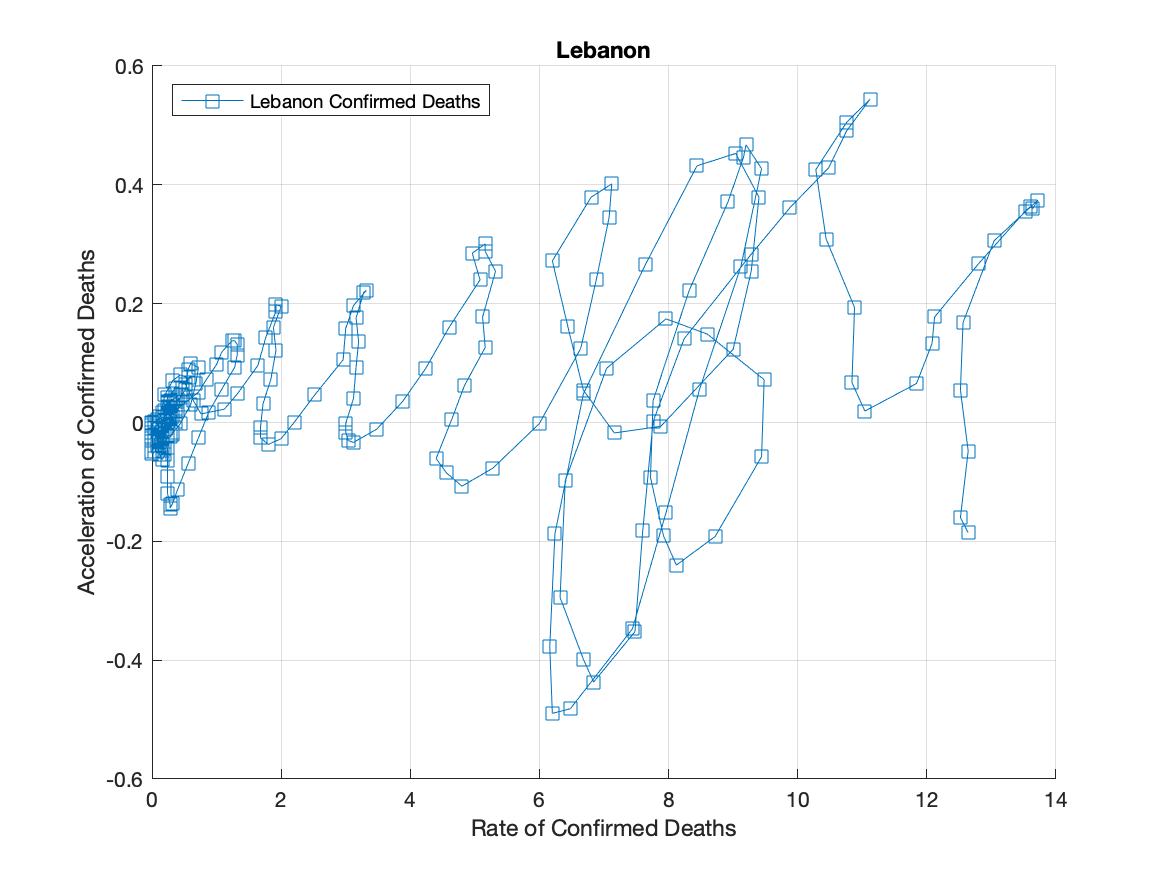 Lebanon
Lebanon Confirmed Deaths
0.6
0.4
0.2
0
-0.2
-0.4
-0.6
0 2 4 6 8 10 12 14
Acceleration of Confirmed Deaths
Rate of Confirmed Deaths